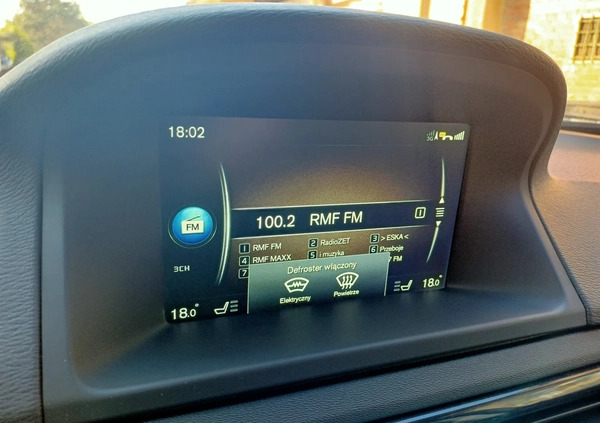 18:02
3G
100.2 RMF FM
FM
1 RMF FM 2 RadioZET 3 > ESKA <
4 RMF MAXX 5 i muzyka 6 Przeboje
7 FM
Defroster włączony
Elektryczny Powietrze
18.0° 18.0°